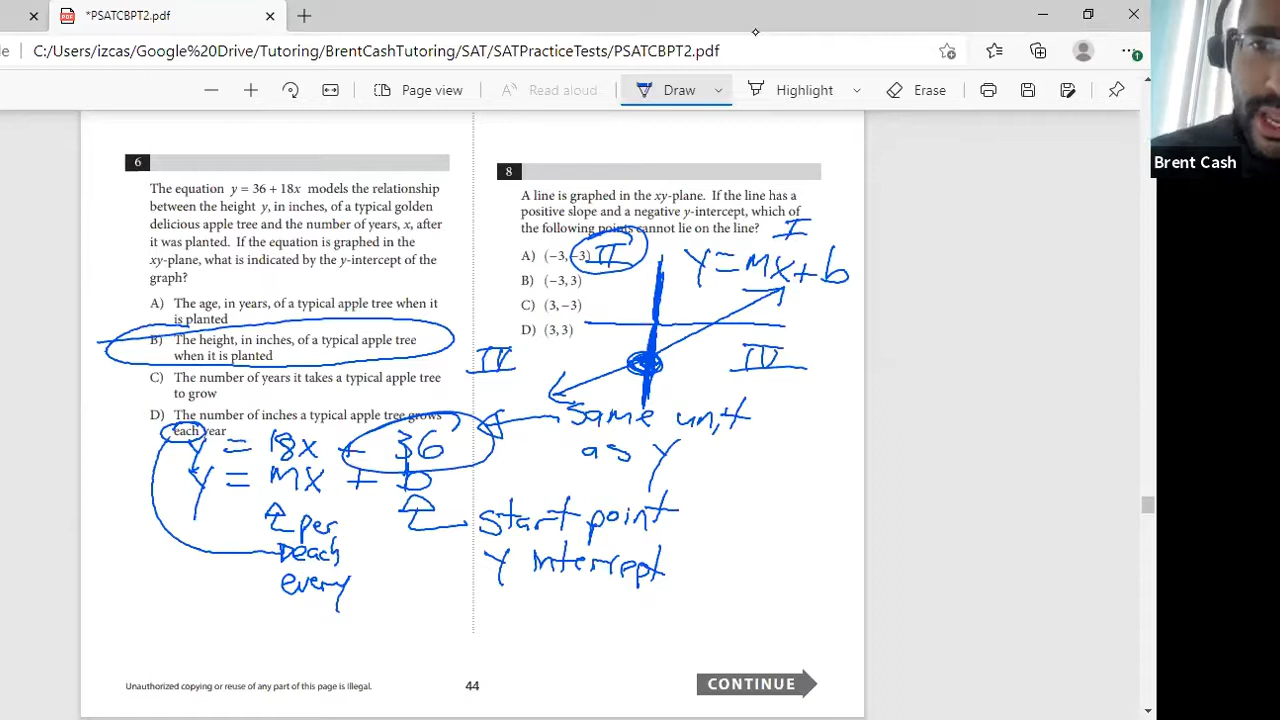 *PSATCBPT2.pdf
C:/Users/izcas/Google%20Drive/Tutoring/BrentCashTutoring/SAT/SATPracticeTests/PSATCBPT2.pdf
Page view
Read aloud
Draw
Highlight
Erase
Brent Cash
6
The equation y = 36 + 18x models the relationship
between the height y, in inches, of a typical golden
delicious apple tree and the number of years, x, after
it was planted. If the equation is graphed in the
xy-plane, what is indicated by the y-intercept of the
graph?
A) The age, in years, of a typical apple tree when it
is planted
B) The height, in inches, of a typical apple tree
when it is planted
C) The number of years it takes a typical apple tree
to grow
D) The number of inches a typical apple tree grows
each year
y = 18x + 36
y = mx + b
per
each
every
8
A line is graphed in the xy-plane. If the line has a
positive slope and a negative y-intercept, which of
the following points cannot lie on the line?
A) (−3, −3)
B) (−3, 3)
C) (3, −3)
D) (3, 3)
II
I
y = mx + b
IV
IV
same unit
as y
start point
y interrept
Unauthorized copying or reuse of any part of this page is illegal.
44
CONTINUE